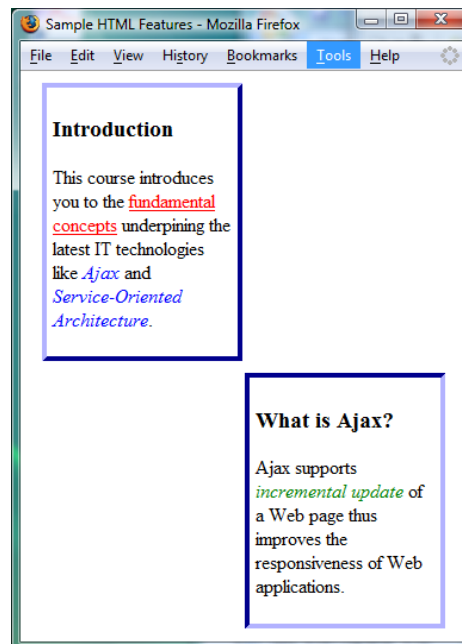 Sample HTML Features - Mozilla Firefox
File Edit View History Bookmarks Tools Help
Introduction
This course introduces
you to the fundamental
concepts underpining the
latest IT technologies
like Ajax and
Service-Oriented
Architecture.
What is Ajax?
Ajax supports
incremental update of
a Web page thus
improves the
responsiveness of Web
applications.